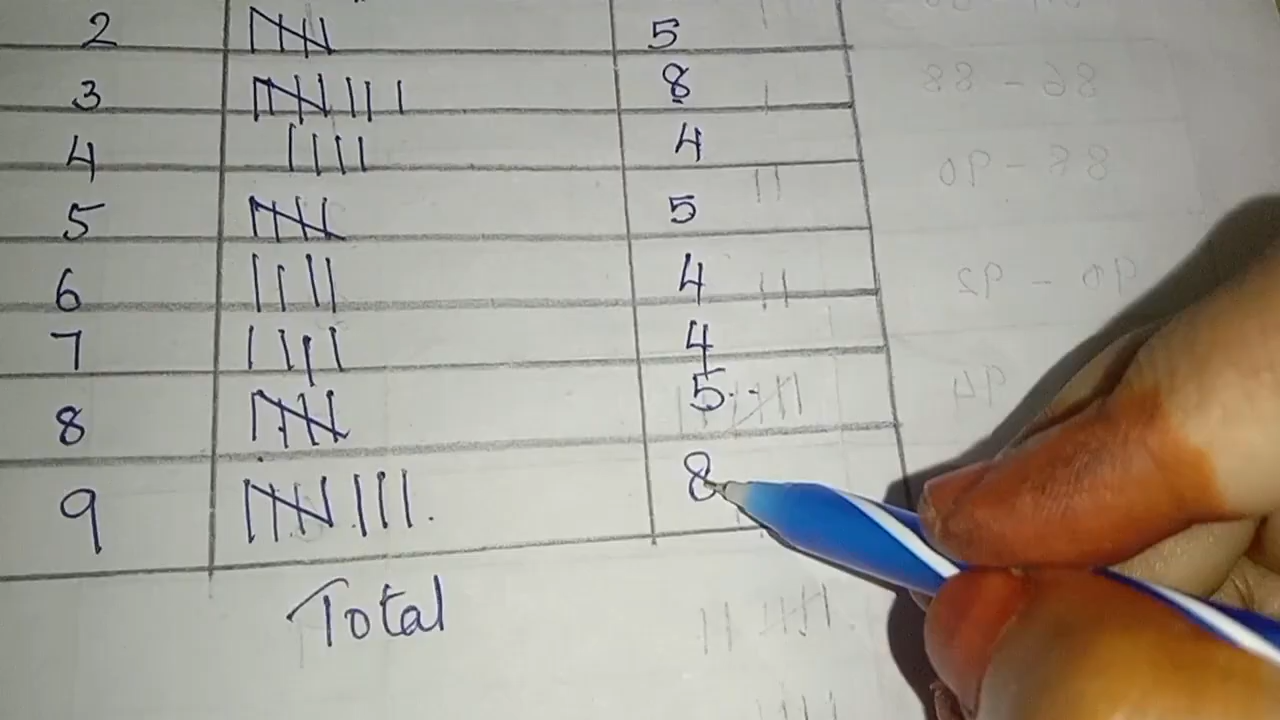 2 𝍸 5
3 𝍸 ||| 8
4 |||| 4
5 𝍸 5
6 |||| 4
7 |||| 4
8 𝍸 5
9 𝍸 ||| 8
Total